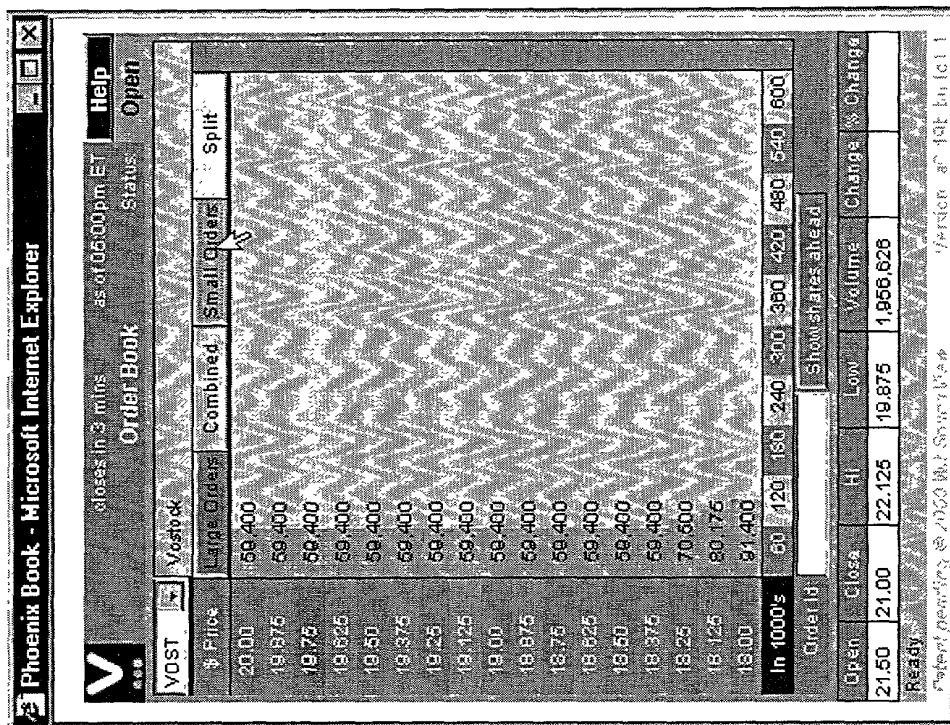 Phoenix Book - Microsoft Internet Explorer
closes in 3 mins as of 06:00pm ET Help
Order Book Status: Open
VOST Vostock
$ Price Large Orders Combined Small Orders Split
20.00 59,400
19.875 59,400
19.75 59,400
19.625 59,400
19.50 59,400
19.375 59,400
19.25 59,400
19.125 59,400
19.00 59,400
18.875 59,400
18.75 59,400
18.625 59,400
18.50 59,400
18.375 59,400
18.25 70,600
18.125 80,175
18.00 91,400
In 1000's 60 120 180 240 300 360 420 480 540 600
Order Id Show shares ahead
Open Close Hi Low Volume Change % Change
21.50 21.00 22.125 19.875 1,956,626
Ready
Patent pending